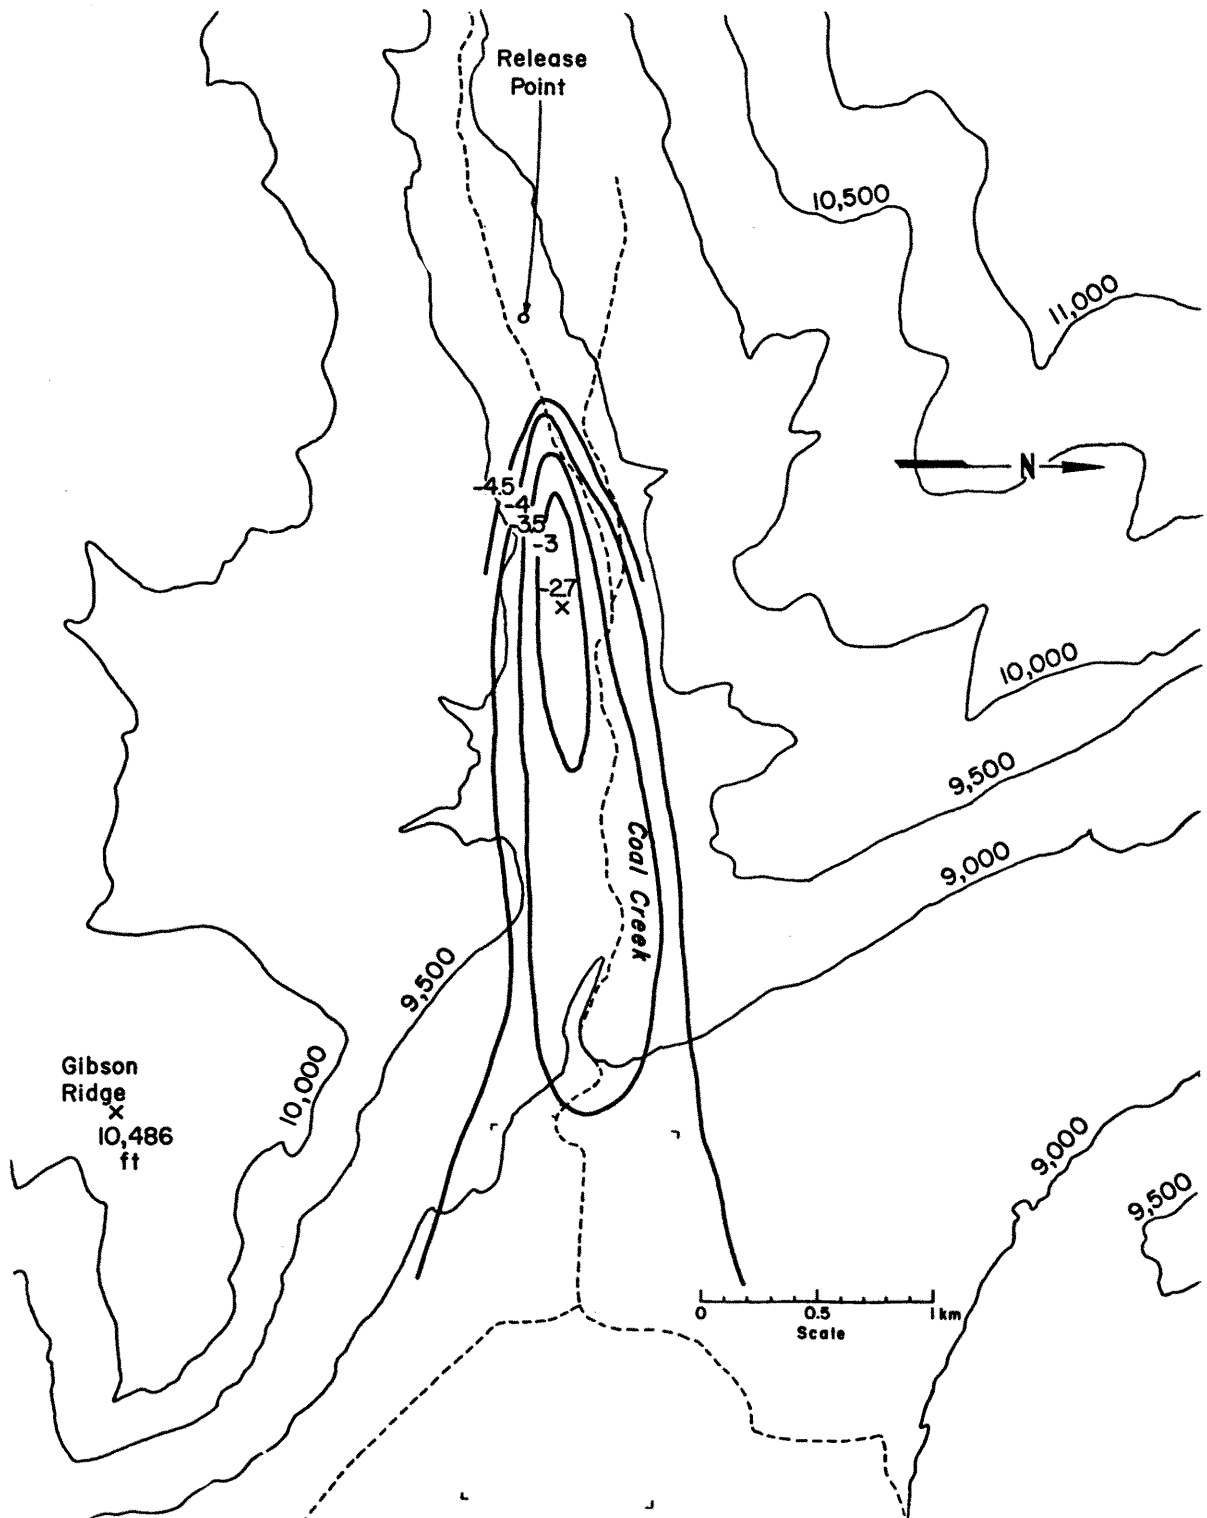 Release
Point
10,500
11,000
N
-4.5
-4
-3.5
-3
-2.7
×
10,000
9,500
Coal Creek
9,000
9,500
Gibson
Ridge
×
10,486
ft
10,000
9,000
9,500
0 0.5 1 km
Scale